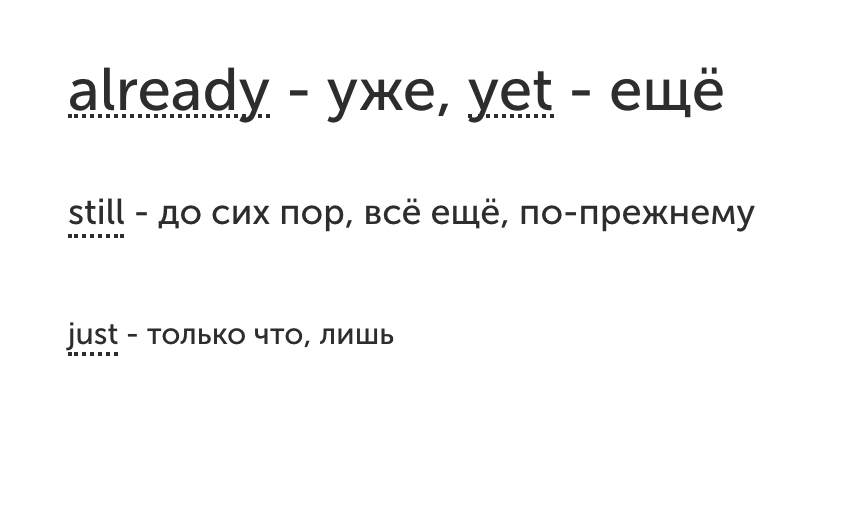 already - уже, yet - ещё
still - до сих пор, всё ещё, по-прежнему
just - только что, лишь